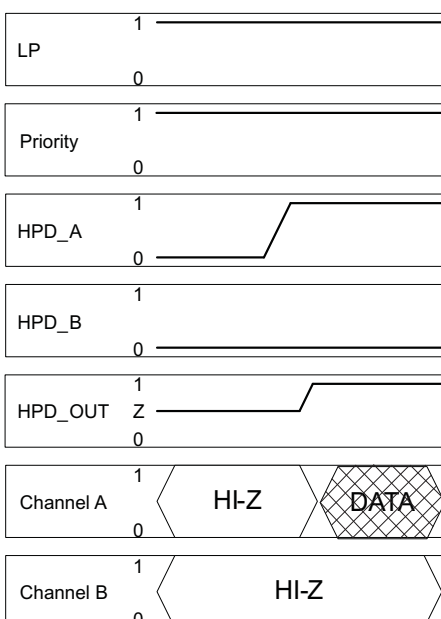 1
LP
0
1
Priority
0
1
HPD_A
0
1
HPD_B
0
1
HPD_OUT Z
0
1
Channel A HI-Z DATA
0
1
Channel B HI-Z
0